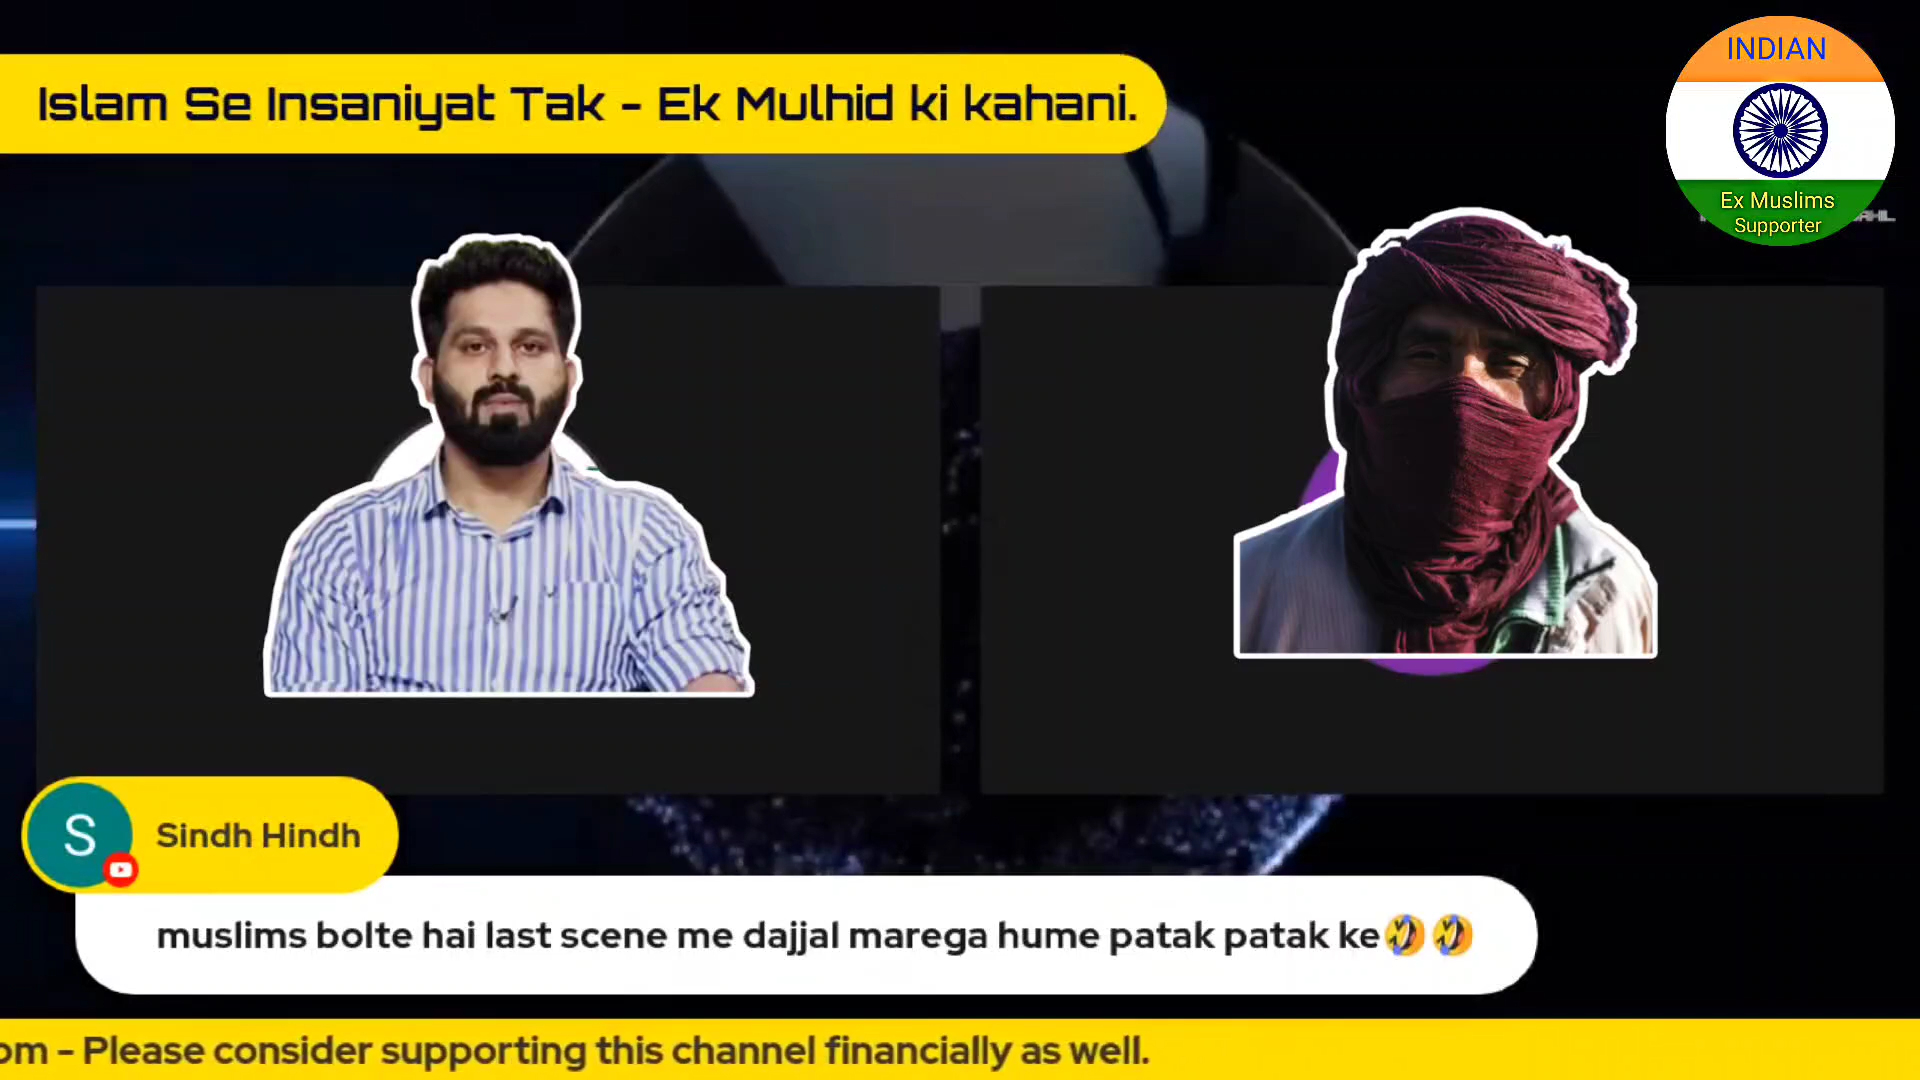 Islam Se Insaniyat Tak - Ek Mulhid ki kahani.
INDIAN
Ex Muslims
Supporter
S
Sindh Hindh
muslims bolte hai last scene me dajjal marega hume patak patak ke🤣🤣
om - Please consider supporting this channel financially as well.